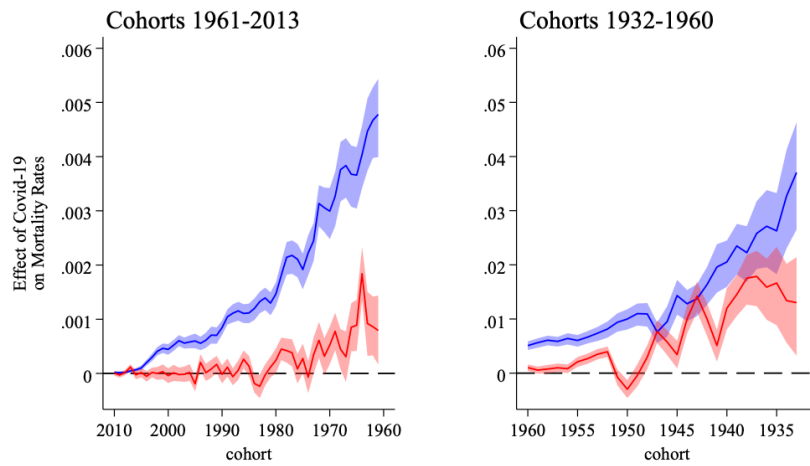 Cohorts 1961-2013
Effect of Covid-19
on Mortality Rates
.006
.005
.004
.003
.002
.001
0
2010 2000 1990 1980 1970 1960
cohort
Cohorts 1932-1960
.06
.05
.04
.03
.02
.01
0
1960 1955 1950 1945 1940 1935
cohort